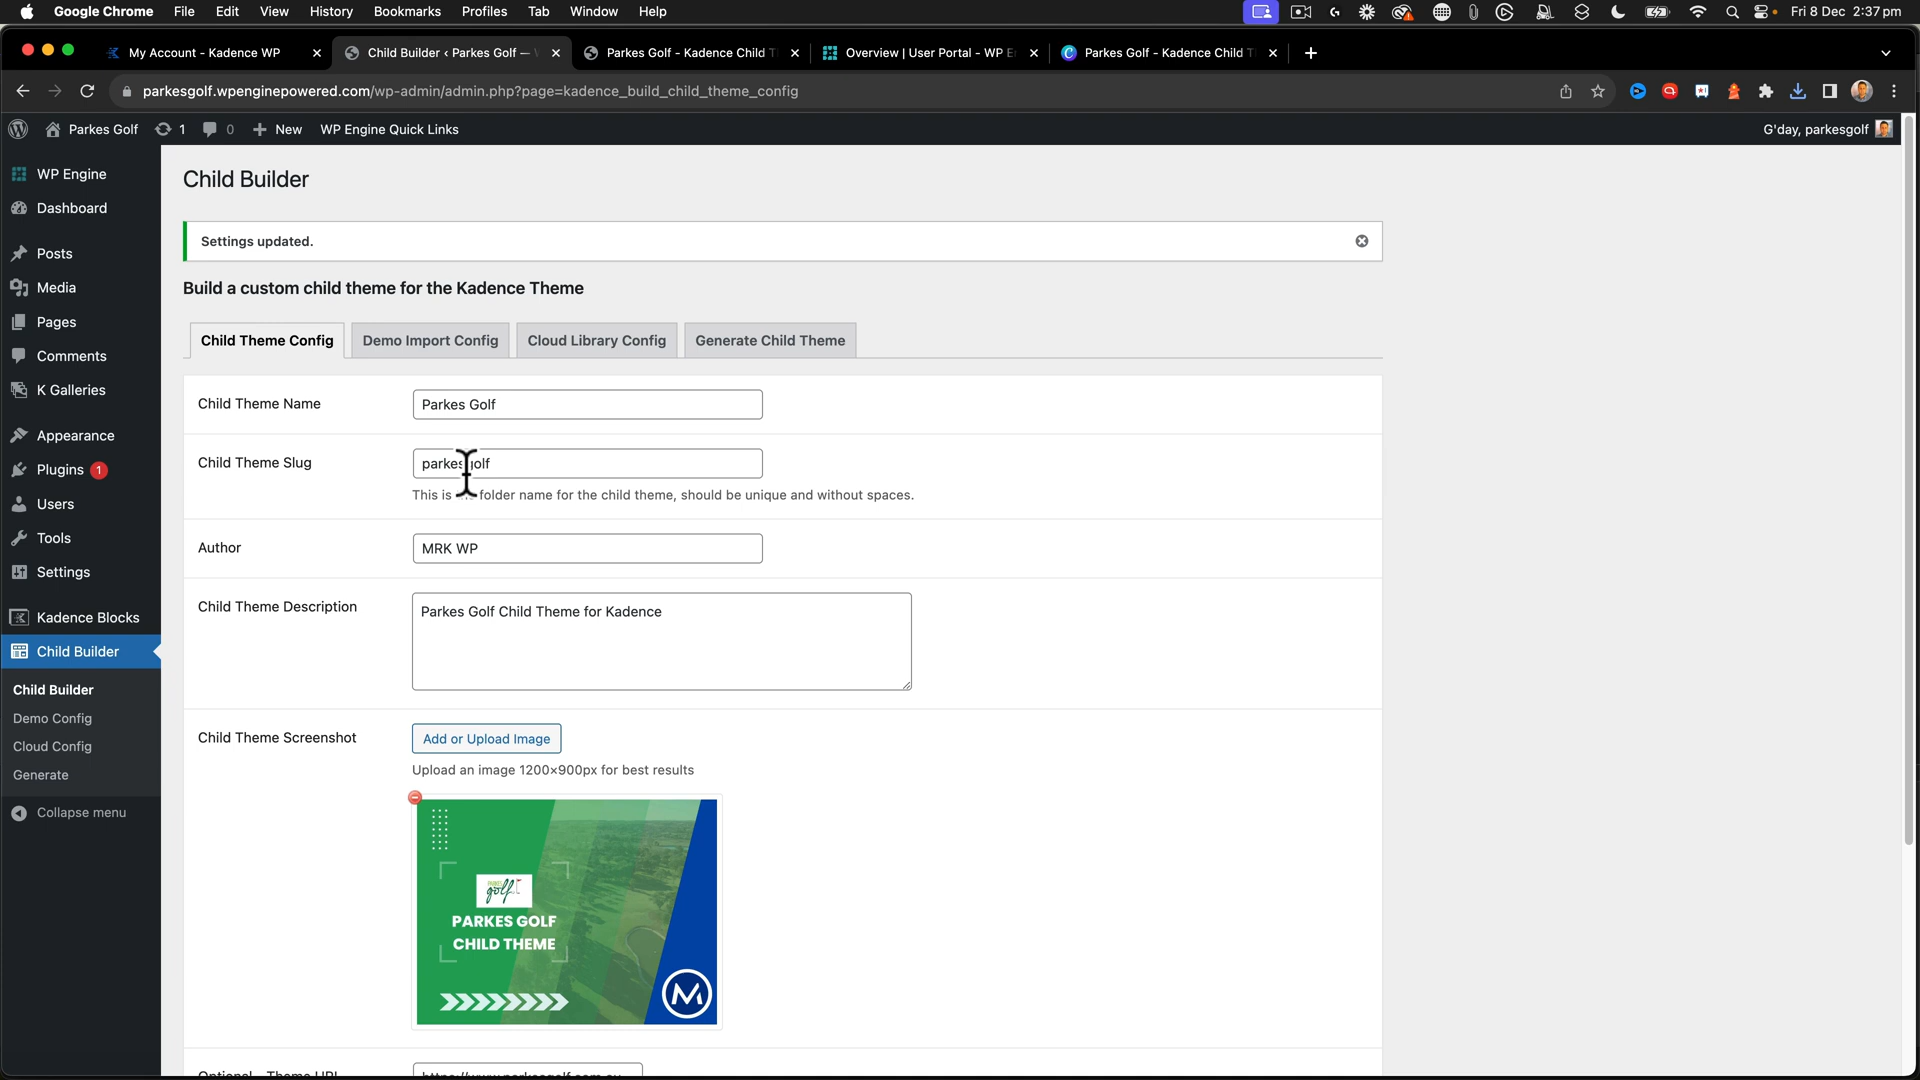 Google Chrome File Edit View History Bookmarks Profiles Tab Window Help Fri 8 Dec 2:37 pm
My Account - Kadence WP
Child Builder ‹ Parkes Golf —
Parkes Golf - Kadence Child T
Overview | User Portal - WP E
Parkes Golf - Kadence Child T
parkesgolf.wpenginepowered.com/wp-admin/admin.php?page=kadence_build_child_theme_config
Parkes Golf 1 0 New WP Engine Quick Links G'day, parkesgolf
WP Engine
Dashboard
Posts
Media
Pages
Comments
K Galleries
Appearance
Plugins 1
Users
Tools
Settings
Kadence Blocks
Child Builder
Child Builder
Demo Config
Cloud Config
Generate
Collapse menu
Child Builder
Settings updated.
Build a custom child theme for the Kadence Theme
Child Theme Config Demo Import Config Cloud Library Config Generate Child Theme
Child Theme Name Parkes Golf
Child Theme Slug parkesgolf
This is folder name for the child theme, should be unique and without spaces.
Author MRK WP
Child Theme Description Parkes Golf Child Theme for Kadence
Child Theme Screenshot Add or Upload Image
Upload an image 1200×900px for best results
golf
PARKES GOLF
CHILD THEME
M